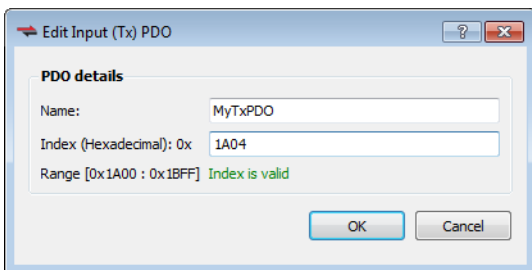 Edit Input (Tx) PDO
PDO details
Name: MyTxPDO
Index (Hexadecimal): 0x 1A04
Range [0x1A00 : 0x1BFF] Index is valid
OK Cancel